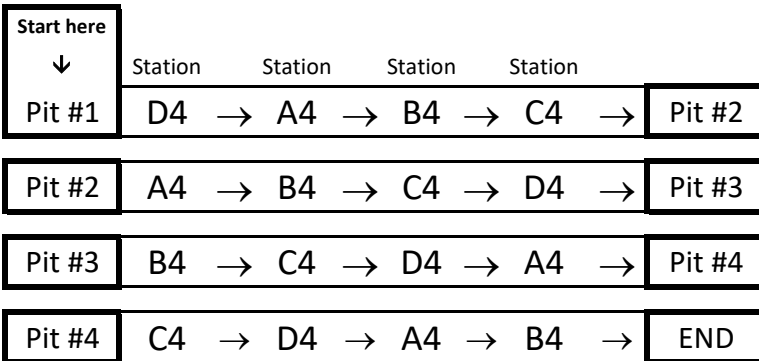 Start here
↓
Station Station Station Station
Pit #1 D4 → A4 → B4 → C4 → Pit #2
Pit #2 A4 → B4 → C4 → D4 → Pit #3
Pit #3 B4 → C4 → D4 → A4 → Pit #4
Pit #4 C4 → D4 → A4 → B4 → END